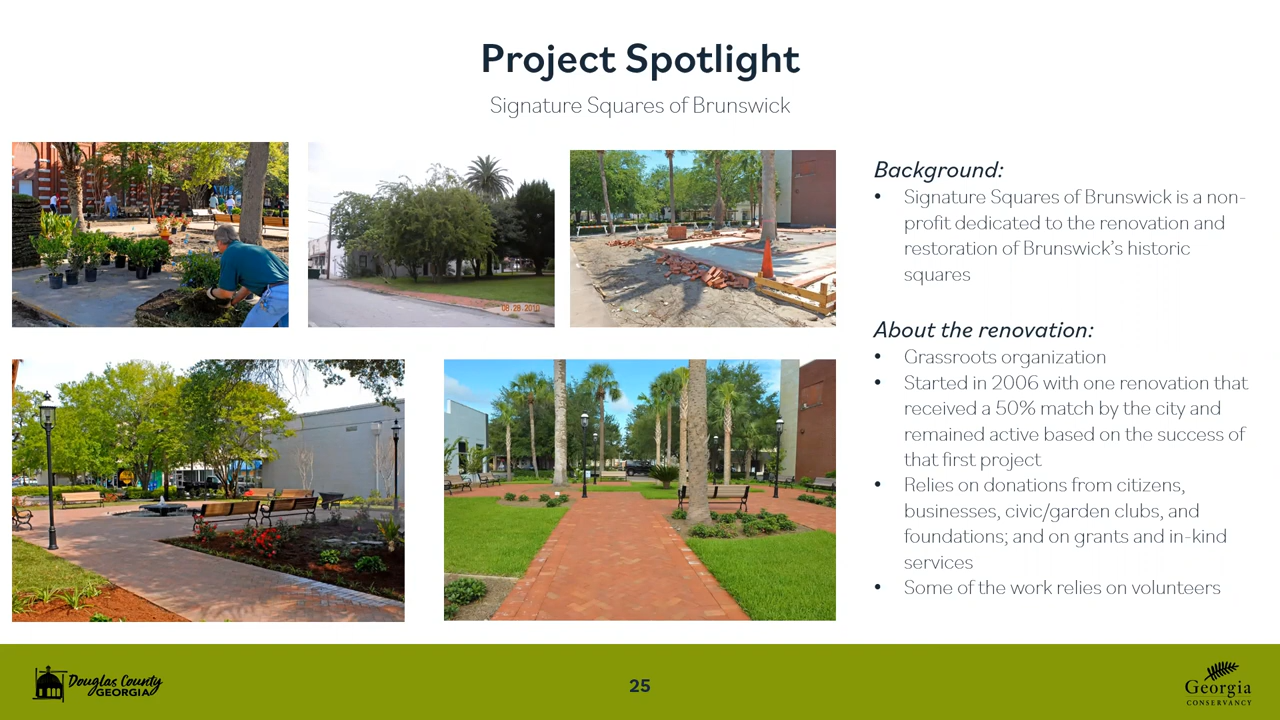 Project Spotlight
Signature Squares of Brunswick
08 28 2010
Background:
• Signature Squares of Brunswick is a non-
profit dedicated to the renovation and
restoration of Brunswick's historic
squares
About the renovation:
• Grassroots organization
• Started in 2006 with one renovation that
received a 50% match by the city and
remained active based on the success of
that first project
• Relies on donations from citizens,
businesses, civic/garden clubs, and
foundations; and on grants and in-kind
services
• Some of the work relies on volunteers
Douglas County
GEORGIA
25
Georgia
CONSERVANCY